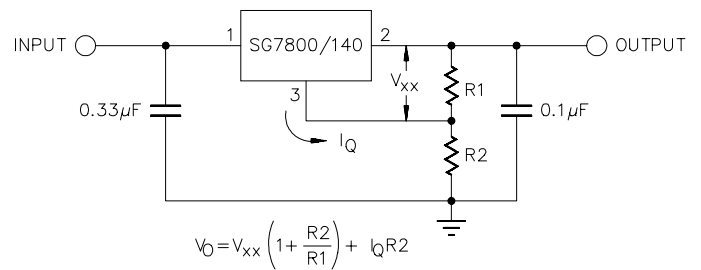 INPUT
1
SG7800/140
2
OUTPUT
3
Vxx
R1
0.33µF
0.1µF
IQ
R2
VO=Vxx(1+R2/R1)+ IQR2